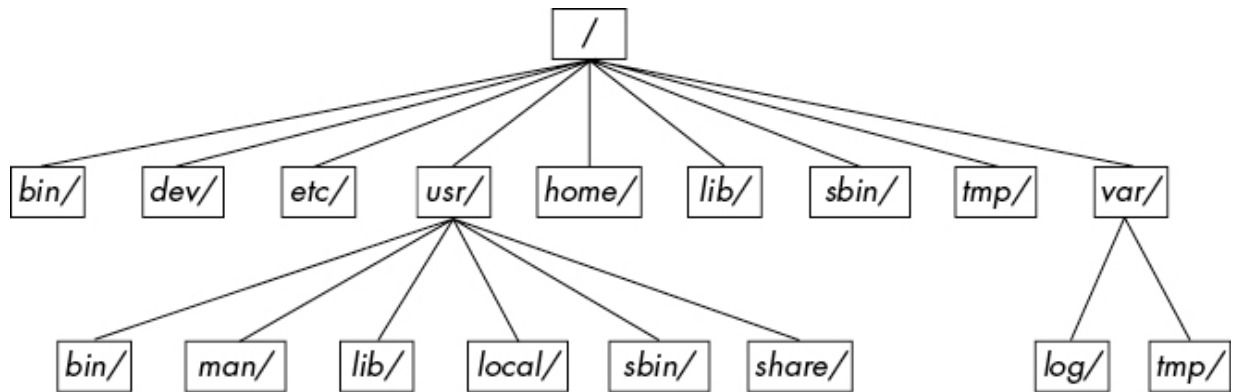 /
bin/ dev/ etc/ usr/ home/ lib/ sbin/ tmp/ var/
bin/ man/ lib/ local/ sbin/ share/ log/ tmp/